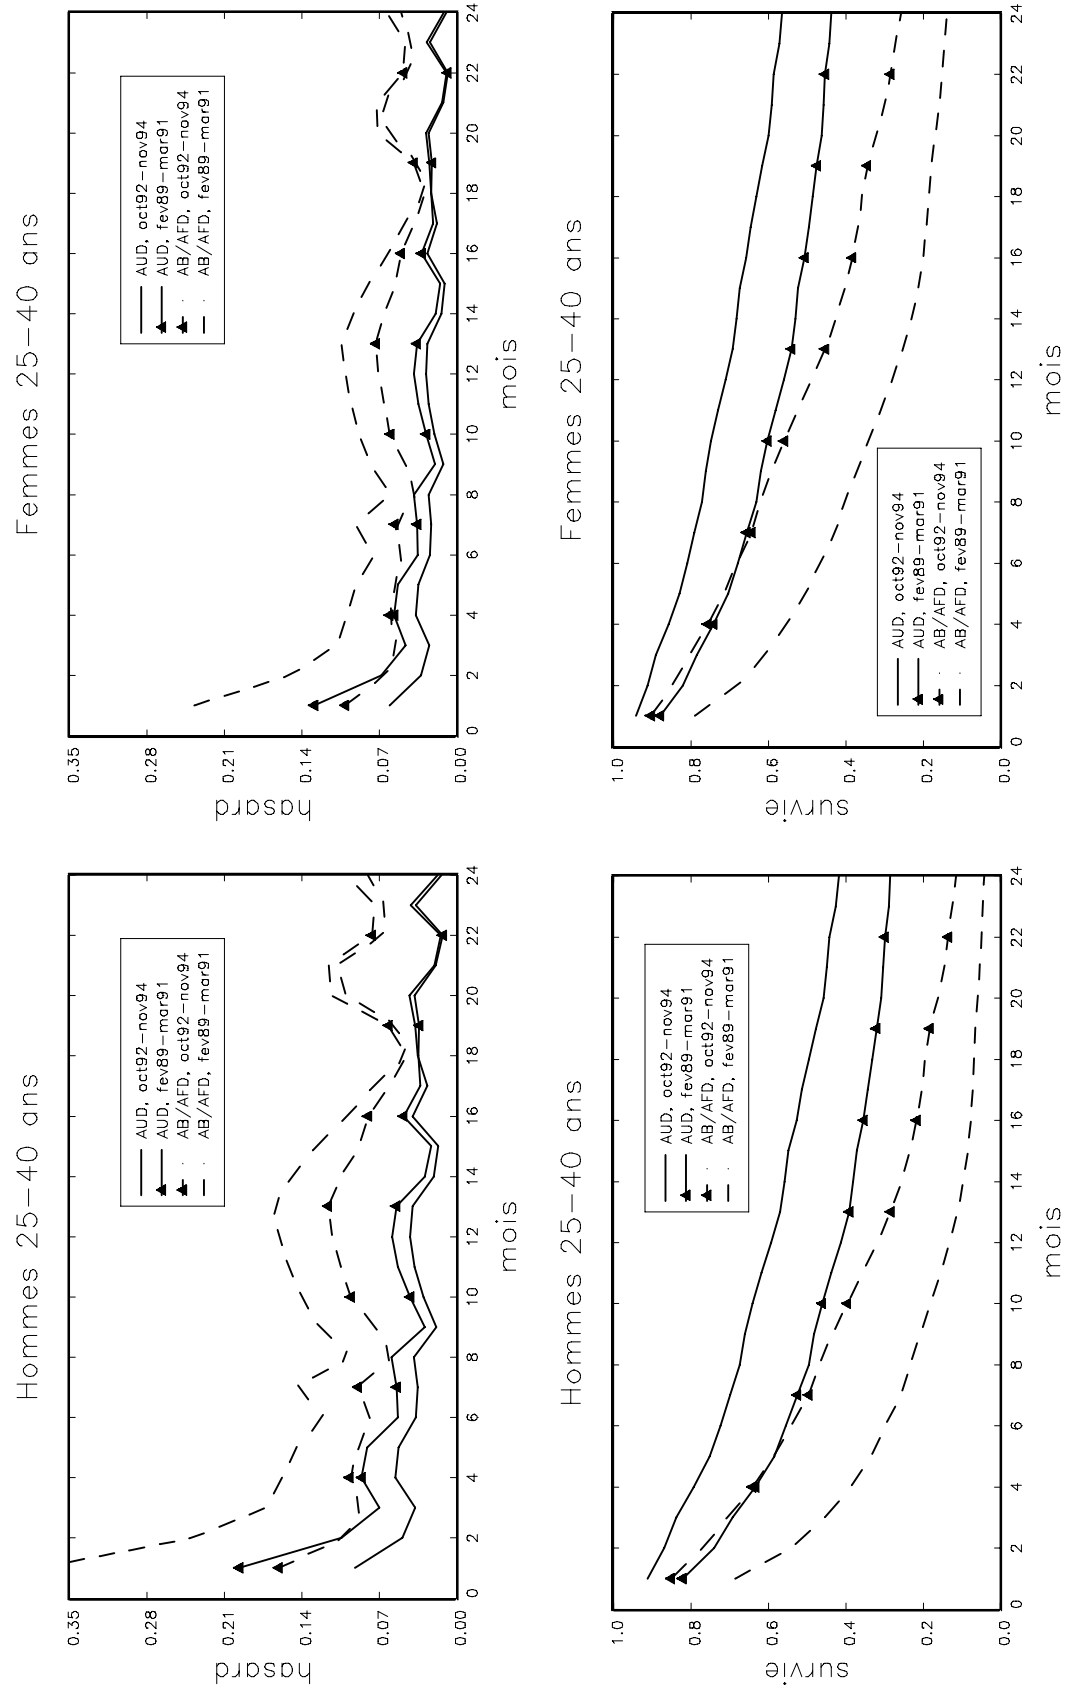 Hommes 25-40 ans
hasard
0.35
0.28
0.21
0.14
0.07
0.00
AUD, oct92-nov94
AUD, fev89-mar91
AB/AFD, oct92-nov94
AB/AFD, fev89-mar91
0 2 4 6 8 10 12 14 16 18 20 22 24
mois
Femmes 25-40 ans
hasard
0.35
0.28
0.21
0.14
0.07
0.00
AUD, oct92-nov94
AUD, fev89-mar91
AB/AFD, oct92-nov94
AB/AFD, fev89-mar91
0 2 4 6 8 10 12 14 16 18 20 22 24
mois
Hommes 25-40 ans
survie
1.0
0.8
0.6
0.4
0.2
0.0
AUD, oct92-nov94
AUD, fev89-mar91
AB/AFD, oct92-nov94
AB/AFD, fev89-mar91
0 2 4 6 8 10 12 14 16 18 20 22 24
mois
Femmes 25-40 ans
survie
1.0
0.8
0.6
0.4
0.2
0.0
AUD, oct92-nov94
AUD, fev89-mar91
AB/AFD, oct92-nov94
AB/AFD, fev89-mar91
0 2 4 6 8 10 12 14 16 18 20 22 24
mois